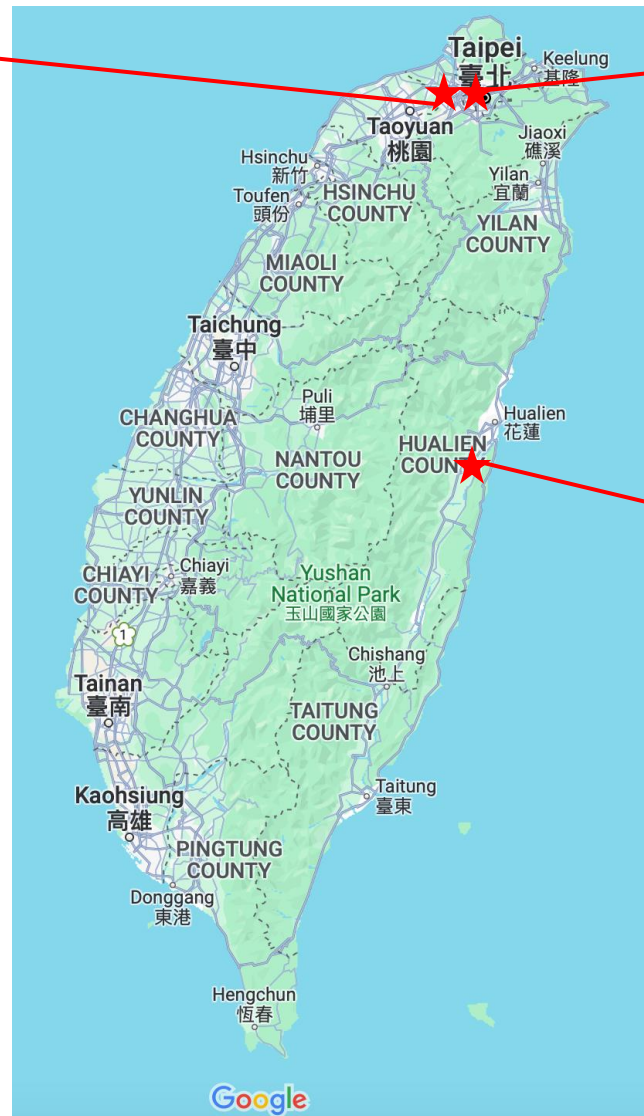 Taipei
臺北
Keelung
基隆
Taoyuan
桃園
Jiaoxi
礁溪
Hsinchu
新竹
Yilan
宜蘭
HSINCHU
COUNTY
Toufen
頭份
YILAN
COUNTY
MIAOLI
COUNTY
Taichung
臺中
Puli
埔里
Hualien
花蓮
CHANGHUA
COUNTY
HUALIEN
NANTOU
COUNTY
YUNLIN
COUNTY
Chiayi
嘉義
CHIAYI
COUNTY
Yushan
National Park
玉山國家公園
1
Chishang
池上
Tainan
臺南
TAITUNG
COUNTY
Taitung
臺東
Kaohsiung
高雄
PINGTUNG
COUNTY
Donggang
東港
Hengchun
恆春
Google